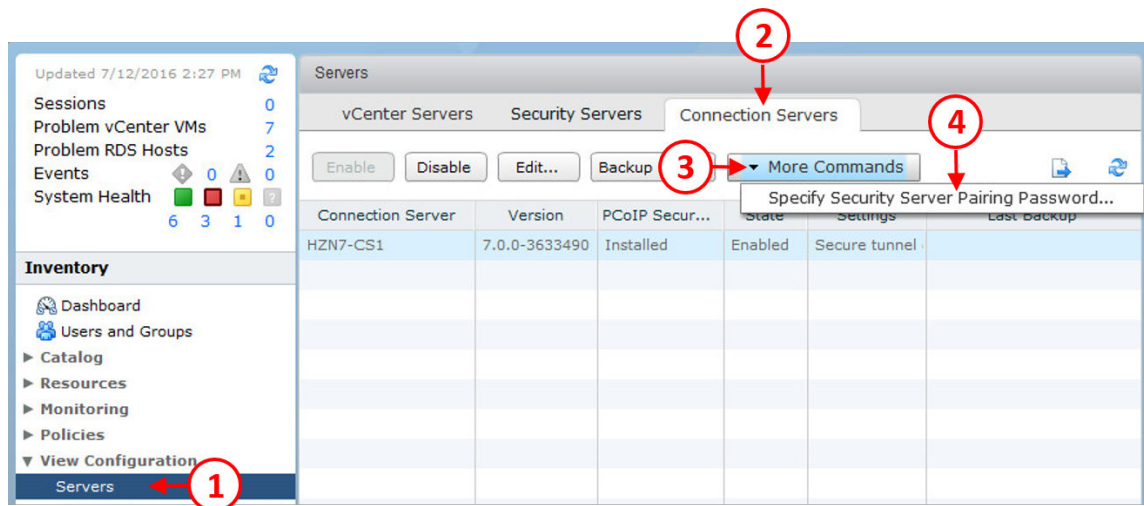 2
Updated 7/12/2016 2:27 PM
Sessions 0
Problem vCenter VMs 7
Problem RDS Hosts 2
Events 0 0
System Health ?
6 3 1 0
Inventory
Dashboard
Users and Groups
Catalog
Resources
Monitoring
Policies
View Configuration
Servers
1
Servers
vCenter Servers Security Servers Connection Servers
4
Enable Disable Edit... Backup 3 More Commands
Specify Security Server Pairing Password...
Connection Server Version PCoIP Secur... State Settings Last Backup
HZN7-CS1 7.0.0-3633490 Installed Enabled Secure tunnel